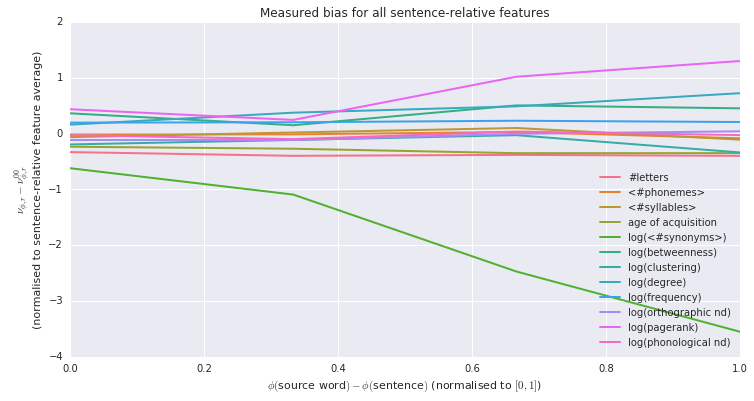 Measured bias for all sentence-relative features
ν_{ϕ,r} − ν_{ϕ,r}^{00}
(normalised to sentence-relative feature average)
2
1
0
−1
−2
−3
−4
#letters
<#phonemes>
<#syllables>
age of acquisition
log(<#synonyms>)
log(betweenness)
log(clustering)
log(degree)
log(frequency)
log(orthographic nd)
log(pagerank)
log(phonological nd)
0.0 0.2 0.4 0.6 0.8 1.0
ϕ(source word) − ϕ(sentence) (normalised to [0, 1])